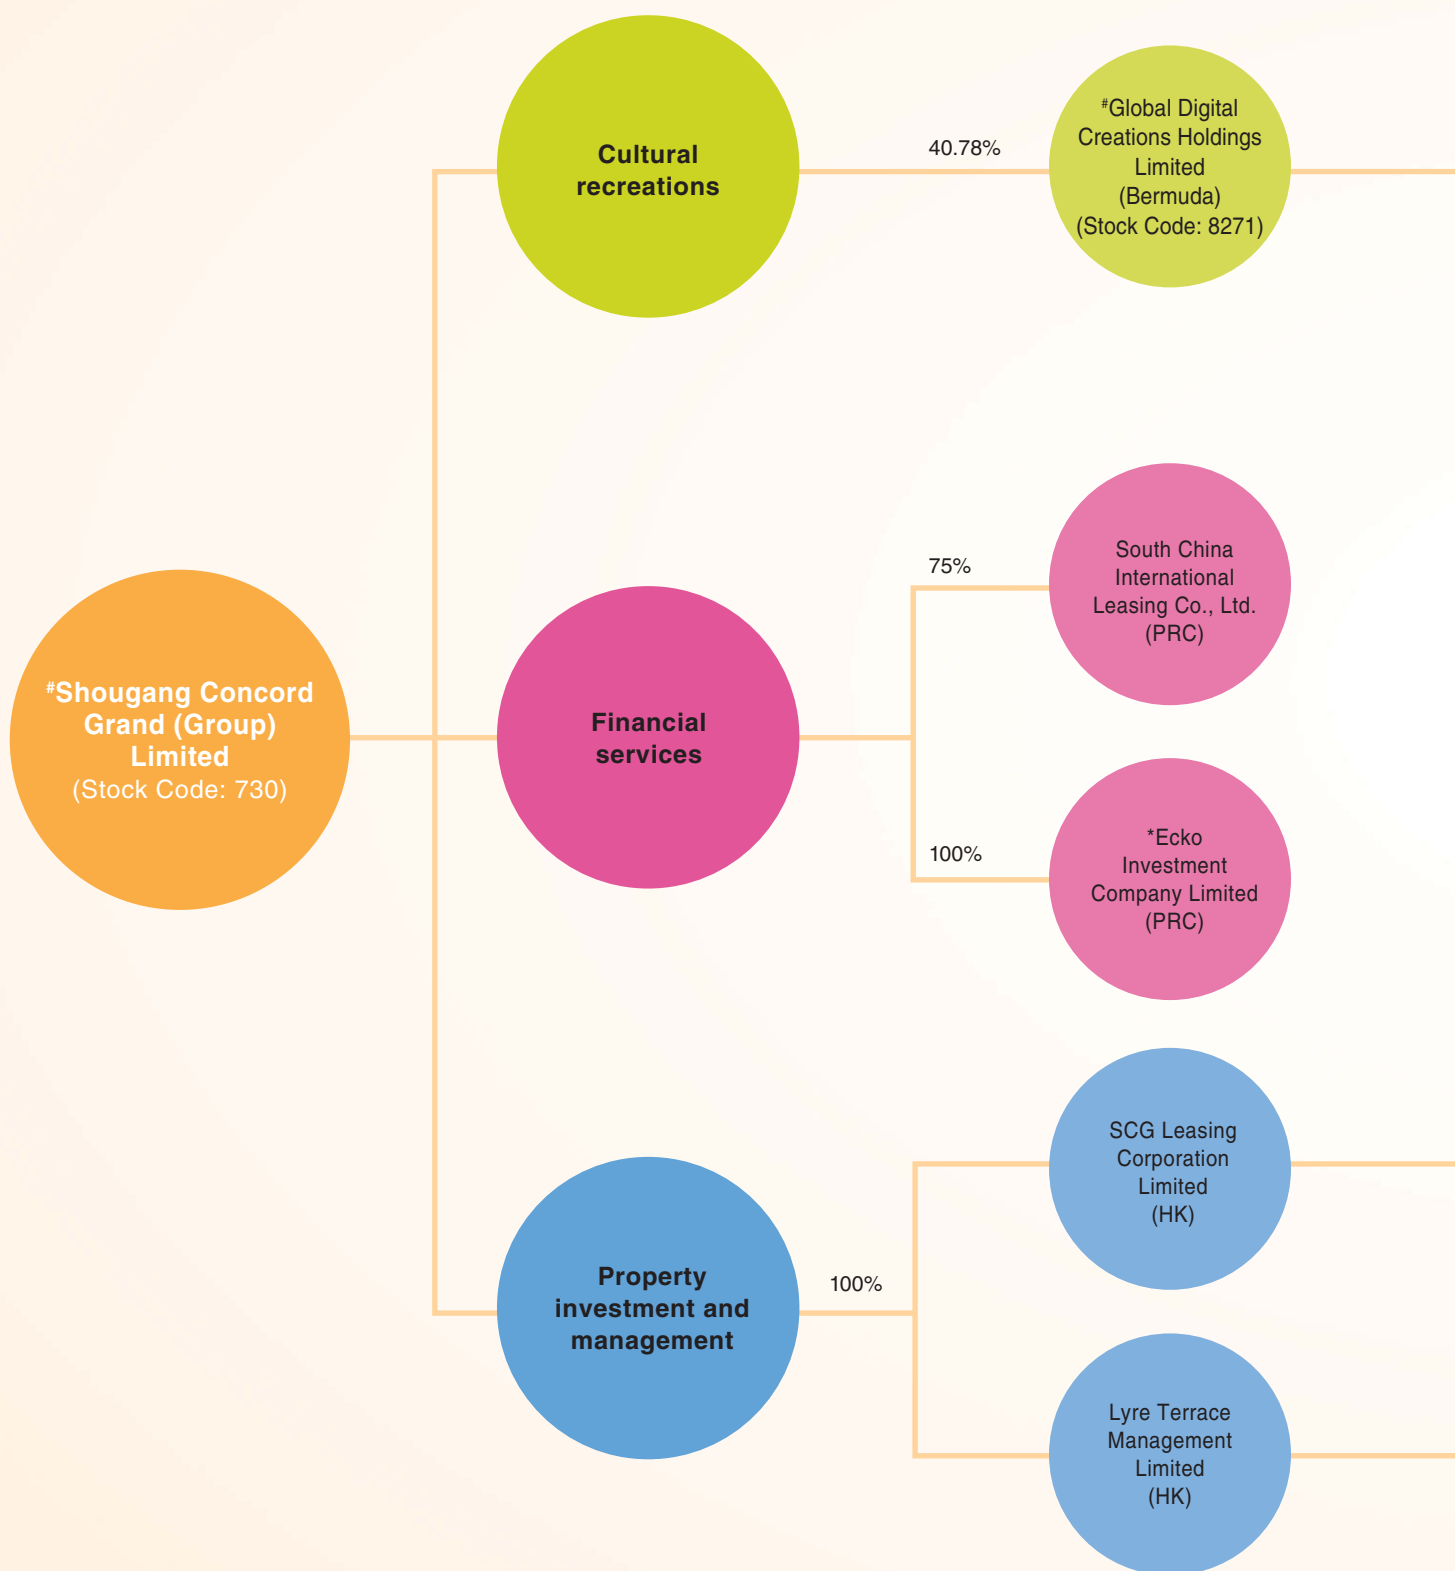 #Shougang Concord
Grand (Group)
Limited
(Stock Code: 730)
Cultural
recreations
40.78%
#Global Digital
Creations Holdings
Limited
(Bermuda)
(Stock Code: 8271)
Financial
services
75%
South China
International
Leasing Co., Ltd.
(PRC)
100%
*Ecko
Investment
Company Limited
(PRC)
Property
investment and
management
100%
SCG Leasing
Corporation
Limited
(HK)
Lyre Terrace
Management
Limited
(HK)